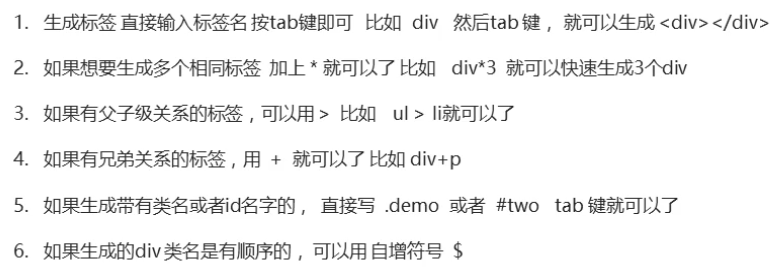 1. 生成标签 直接输入标签名 按tab键即可 比如 div 然后tab 键， 就可以生成 <div></div>
2. 如果想要生成多个相同标签 加上 * 就可以了 比如 div*3 就可以快速生成3个div
3. 如果有父子级关系的标签，可以用 > 比如 ul > li就可以了
4. 如果有兄弟关系的标签，用 + 就可以了 比如 div+p
5. 如果生成带有类名或者id名字的， 直接写 .demo 或者 #two tab 键就可以了
6. 如果生成的div 类名是有顺序的， 可以用 自增符号 $